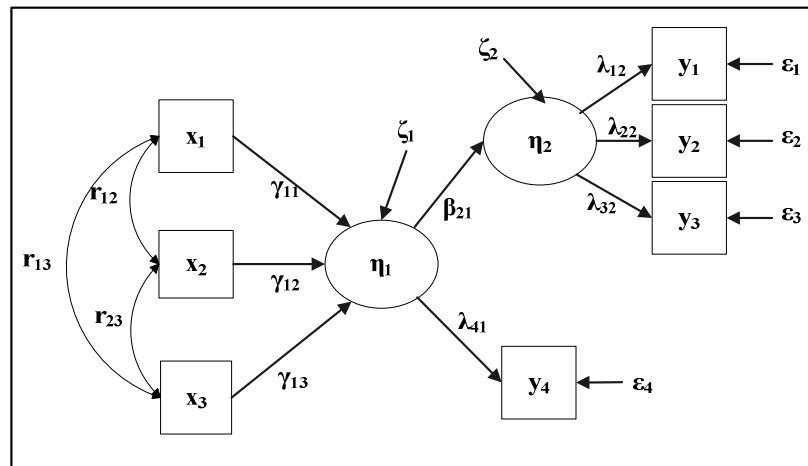 ζ₂
λ₁₂
y₁
ε₁
x₁
ζ₁
η₂
λ₂₂
y₂
ε₂
r₁₂
γ₁₁
β₂₁
λ₃₂
y₃
ε₃
r₁₃
x₂
γ₁₂
η₁
r₂₃
λ₄₁
x₃
γ₁₃
y₄
ε₄